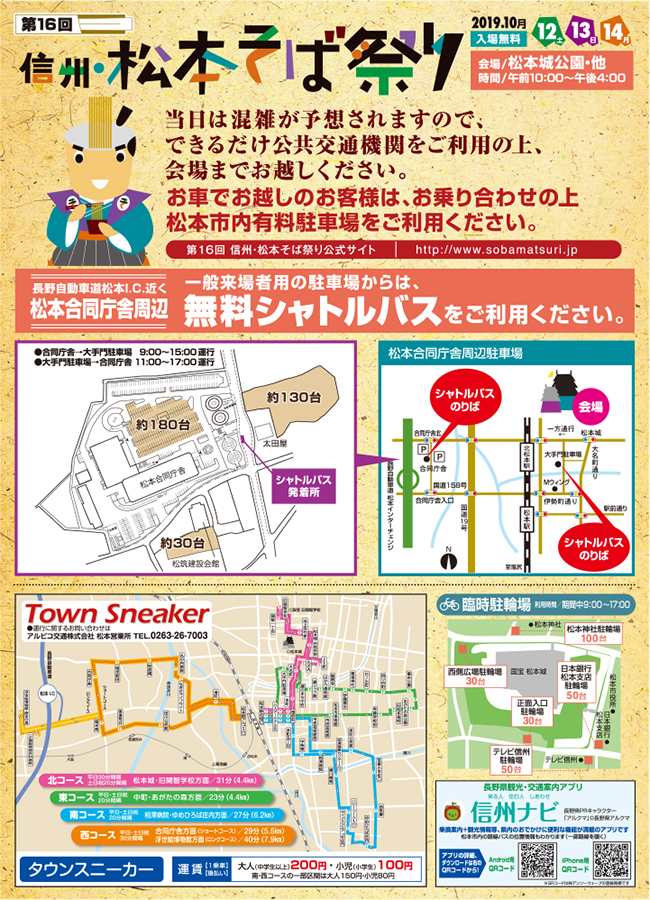 第16回
信州・松本そば祭り
2019.10月
入場無料
12土 13日 14月
会場/松本城公園・他
時間/午前10:00〜午後4:00
当日は混雑が予想されますので、
できるだけ公共交通機関をご利用の上、
会場までお越しください。
お車でお越しのお客様は、お乗り合わせの上
松本市内有料駐車場をご利用ください。
第16回 信州・松本そば祭り公式サイト
http://www.sobamatsuri.jp
長野自動車道松本I.C.近く
松本合同庁舎周辺
一般来場者用の駐車場からは、
無料シャトルバスをご利用ください。
●合同庁舎→大手門駐車場 9:00〜15:00運行
●大手門駐車場→合同庁舎 11:00〜17:00運行
約130台
約180台
太田屋
松本合同庁舎
シャトルバス
発着所
約30台
松筑建設会館
松本合同庁舎周辺駐車場
シャトルバス
のりば
会場
合同庁舎北
一方通行
松本城
P
P
合同庁舎
北松本駅
大手門駐車場
大名町通り
長野自動車道 松本インターチェンジ
国道158号
Mウイング
合同庁舎入口
国道19号
伊勢町通り
松本駅
駅前通り
シャトルバス
のりば
N
至塩尻
Town Sneaker
●運行に関するお問い合わせは
アルピコ交通株式会社 松本営業所 TEL.0263-26-7003
長野自動車道
松本I.C
北コース 平日30分間隔 土日祝20分間隔 松本城・旧開智学校方面/31分(4.4km)
東コース 平日・土日祝 20分間隔 中町・あがたの森方面/23分(4.4km)
南コース 平日・土日祝 20分間隔 相澤病院・ゆめひろば庄内方面/27分(6.2km)
西コース 平日・土日祝 30分間隔 合同庁舎方面(ショートコース)/29分(5.5km)
浮世絵博物館方面(ロングコース)/40分(7.9km)
タウンスニーカー
運賃 【1乗車】【後払い】
大人(中学生以上)200円・小児(小学生)100円
南・西コースの一部区間は大人150円・小児80円
臨時駐輪場 利用時間/期間中9:00〜17:00
松本神社
松本神社駐輪場
100台
西側広場駐輪場
30台
国宝 松本城
日本銀行
松本支店
駐輪場
50台
正面入口
駐輪場
30台
松本市役所
日本銀行
松本支店
テレビ信州
駐輪場
50台
テレビ信州
長野県観光・交通案内アプリ
来る人 住む人 しあわせ
信州ナビ
長野県PRキャラクター
「アルクマ」©長野県アルクマ
乗換案内+観光情報等、県内のおでかけに便利な機能が満載のアプリです
松本市内の路線バスの位置情報もわかります(一部路線を除く)
アプリの詳細、
ダウンロードは右の
QRコードから!
Android用
QRコード
iPhone用
QRコード
※QRコードは(株)デンソーウェーブの登録商標です